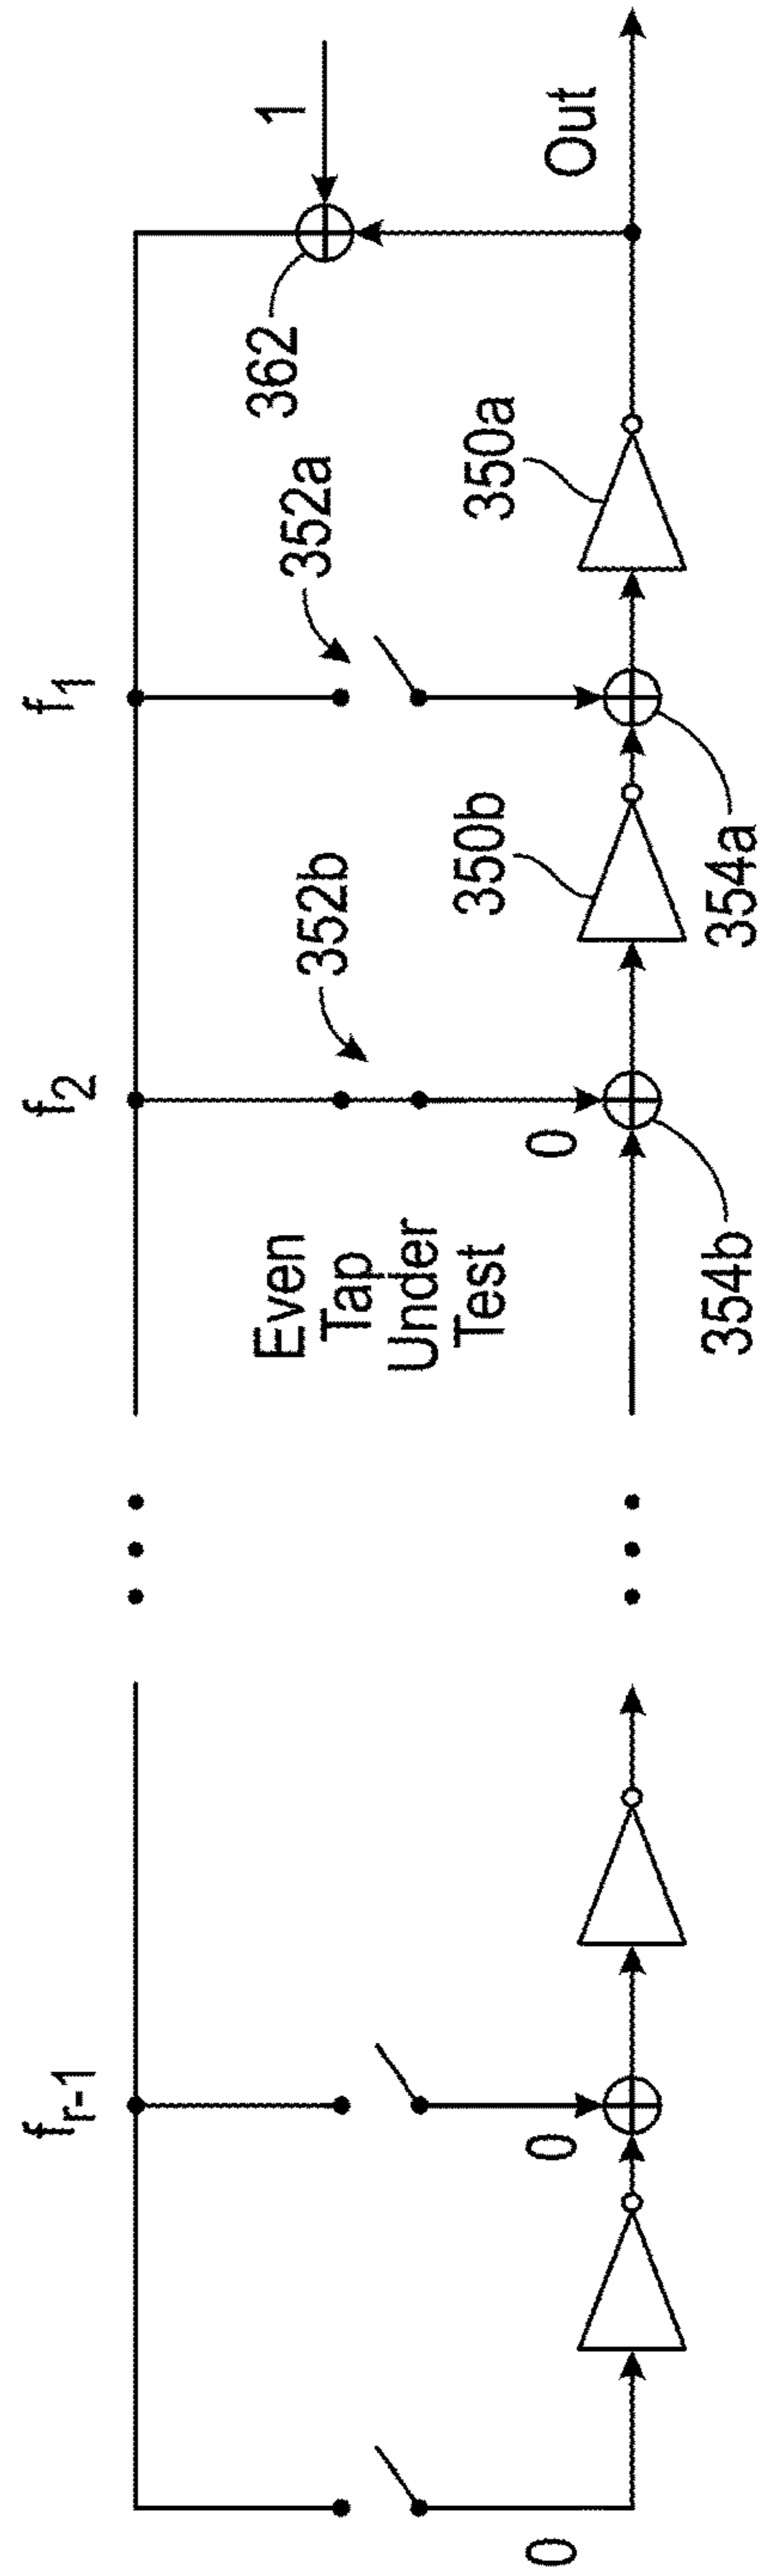 f₁
f₂
fᵣ₋₁
1
362
352a
352b
350a
350b
Out
Even
Tap
Under
Test
0
0
0
354a
354b